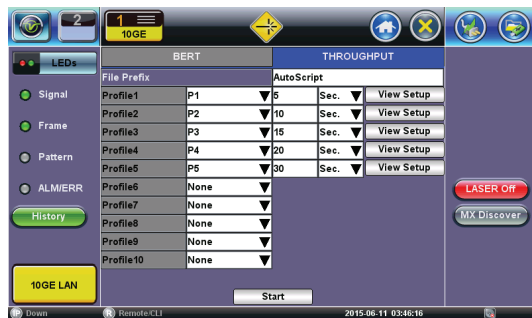 2
1
10GE
LEDs
BERT
THROUGHPUT
File Prefix AutoScript
Signal
Profile1 P1 5 Sec. View Setup
Profile2 P2 10 Sec. View Setup
Frame
Profile3 P3 15 Sec. View Setup
Profile4 P4 20 Sec. View Setup
Pattern
Profile5 P5 30 Sec. View Setup
ALM/ERR
Profile6 None
LASER Off
Profile7 None
History
Profile8 None
MX Discover
Profile9 None
Profile10 None
10GE LAN
Start
IP Down
R Remote/CLI
2015-06-11 03:46:16